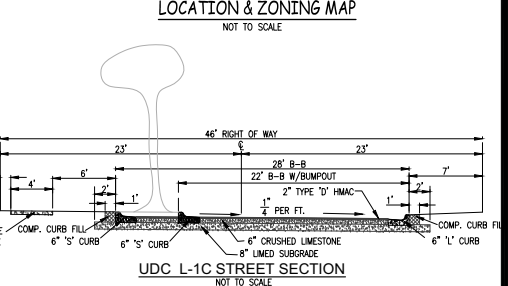 LOCATION & ZONING MAP
NOT TO SCALE
46' RIGHT OF WAY
23'
℄
23'
28' B-B
6'
22' B-B W/BUMPOUT
7'
4'
2'
2" TYPE 'D' HMAC
2'
1'
1" 4 PER FT.
1'
COMP. CURB FILL
COMP. CURB FIL
6" 'S' CURB
6" 'S' CURB
6" CRUSHED LIMESTONE
6" 'L' CURB
8" LIMED SUBGRADE
UDC L-1C STREET SECTION
NOT TO SCALE